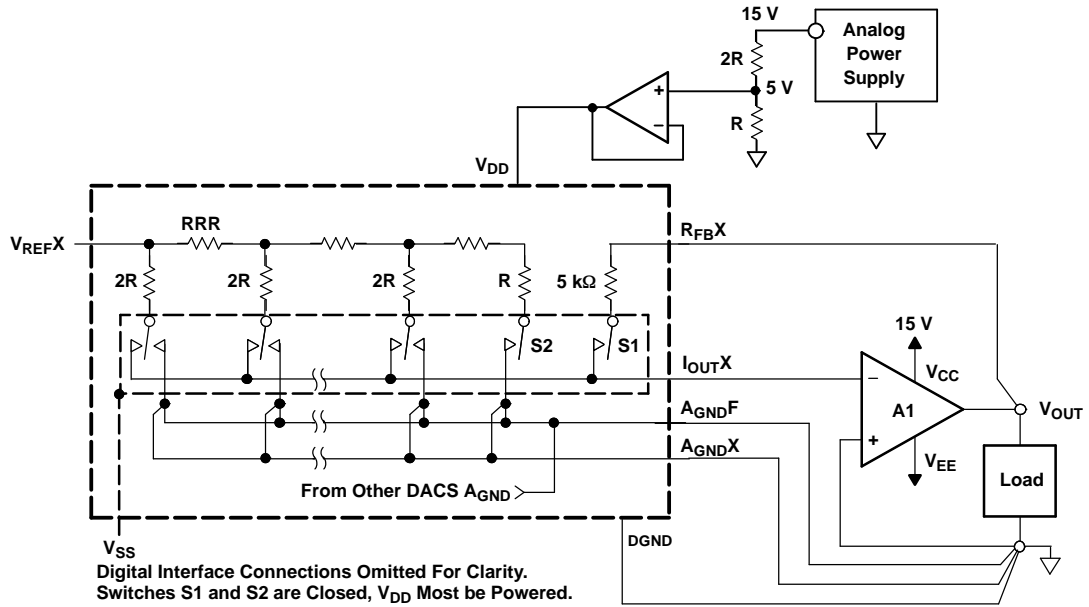 15 V
Analog
Power
Supply
2R
5 V
+
R
−
VDD
VREFX
RRR
RFBX
2R
2R
2R
R
5 kΩ
S2
S1
15 V
IOUTX
−
VCC
A1
VOUT
AGNDF
+
AGNDX
VEE
Load
From Other DACS AGND
DGND
VSS
Digital Interface Connections Omitted For Clarity.
Switches S1 and S2 are Closed, VDD Most be Powered.